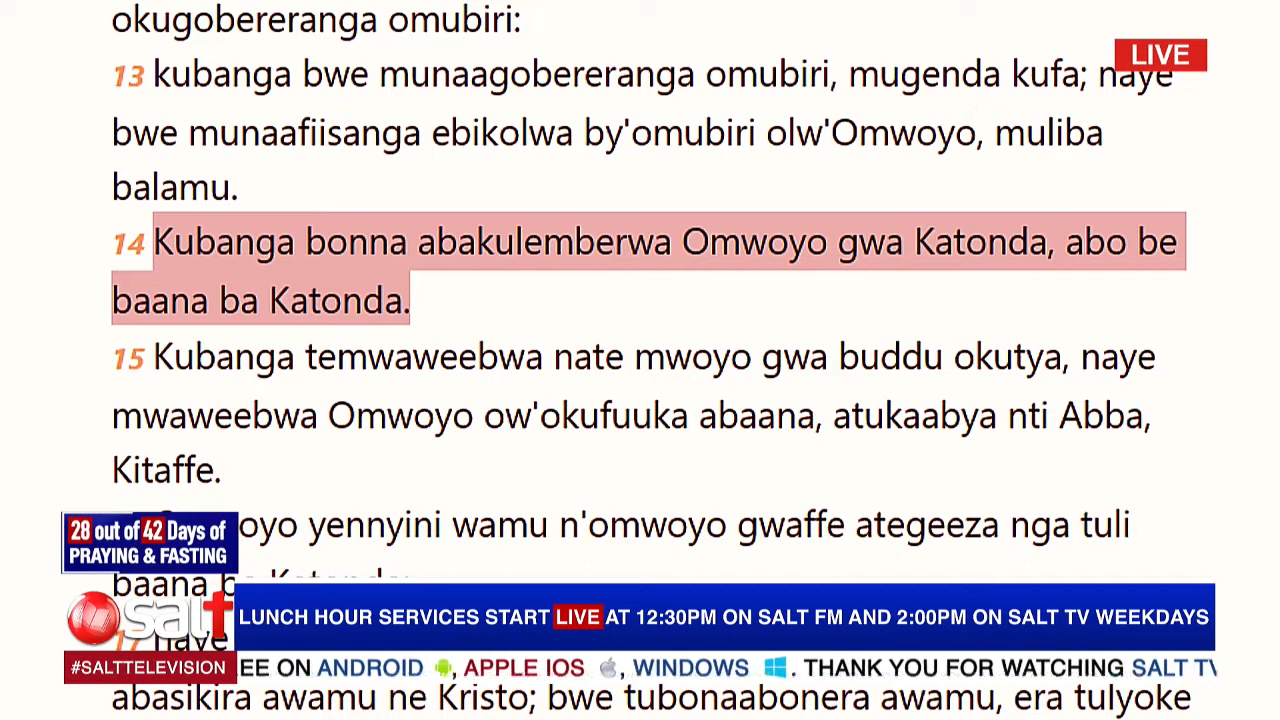 okugobereranga omubiri:
LIVE
13 kubanga bwe munaagobereranga omubiri, mugenda kufa; naye
bwe munaafiisanga ebikolwa by'omubiri olw'Omwoyo, muliba
balamu.
14 Kubanga bonna abakulemberwa Omwoyo gwa Katonda, abo be
baana ba Katonda.
15 Kubanga temwaweebwa nate mwoyo gwa buddu okutya, naye
mwaweebwa Omwoyo ow'okufuuka abaana, atukaabya nti Abba,
Kitaffe.
yennyini wamu n'omwoyo gwaffe ategeeza nga tuli
28 out of 42 Days of
PRAYING & FASTING
baana
salt
LUNCH HOUR SERVICES START LIVE AT 12:30PM ON SALT FM AND 2:00PM ON SALT TV WEEKDAYS
#SALTTELEVISION
ON ANDROID, APPLE IOS, WINDOWS. THANK YOU FOR WATCHING SALT
abasikira awamu ne Kristo; bwe tubonaabonera awamu, era tulyoke